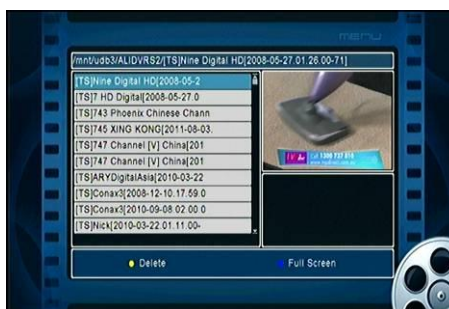 MENU
/mnt/udb3/ALIDVRS2/[TS]Nine Digital HD[2008-05-27.01.26.00-71]
[TS]Nine Digital HD[2008-05-2
[TS]7 HD Digital[2008-05-27.0
[TS]743 Phoenix Chinese Chann
[TS]745 XING KONG[2011-08-03.
[TS]747 Channel [V] China[201
[TS]747 Channel [V] China[201
[TS]ARYDigitalAsia[2010-03-22
[TS]Conax3[2008-12-10.17.59.0
[TS]Conax3[2010-09-08.02.00.0
[TS]Nick[2010-03-22.01.11.00-
Call 1300 737 816
Delete
Full Screen